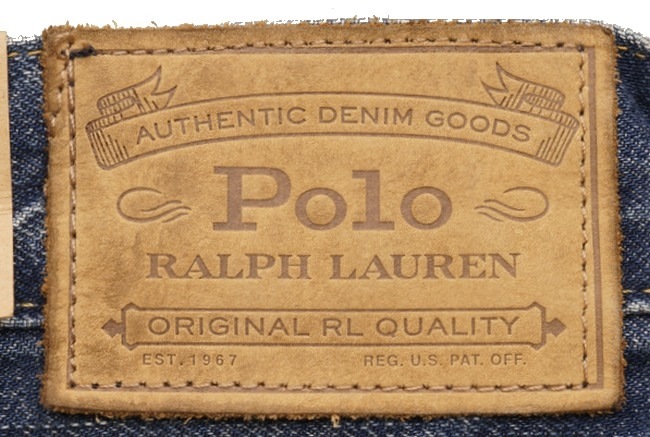 AUTHENTIC DENIM GOODS
Polo
RALPH LAUREN
ORIGINAL RL QUALITY
EST. 1967 REG. U.S. PAT. OFF.